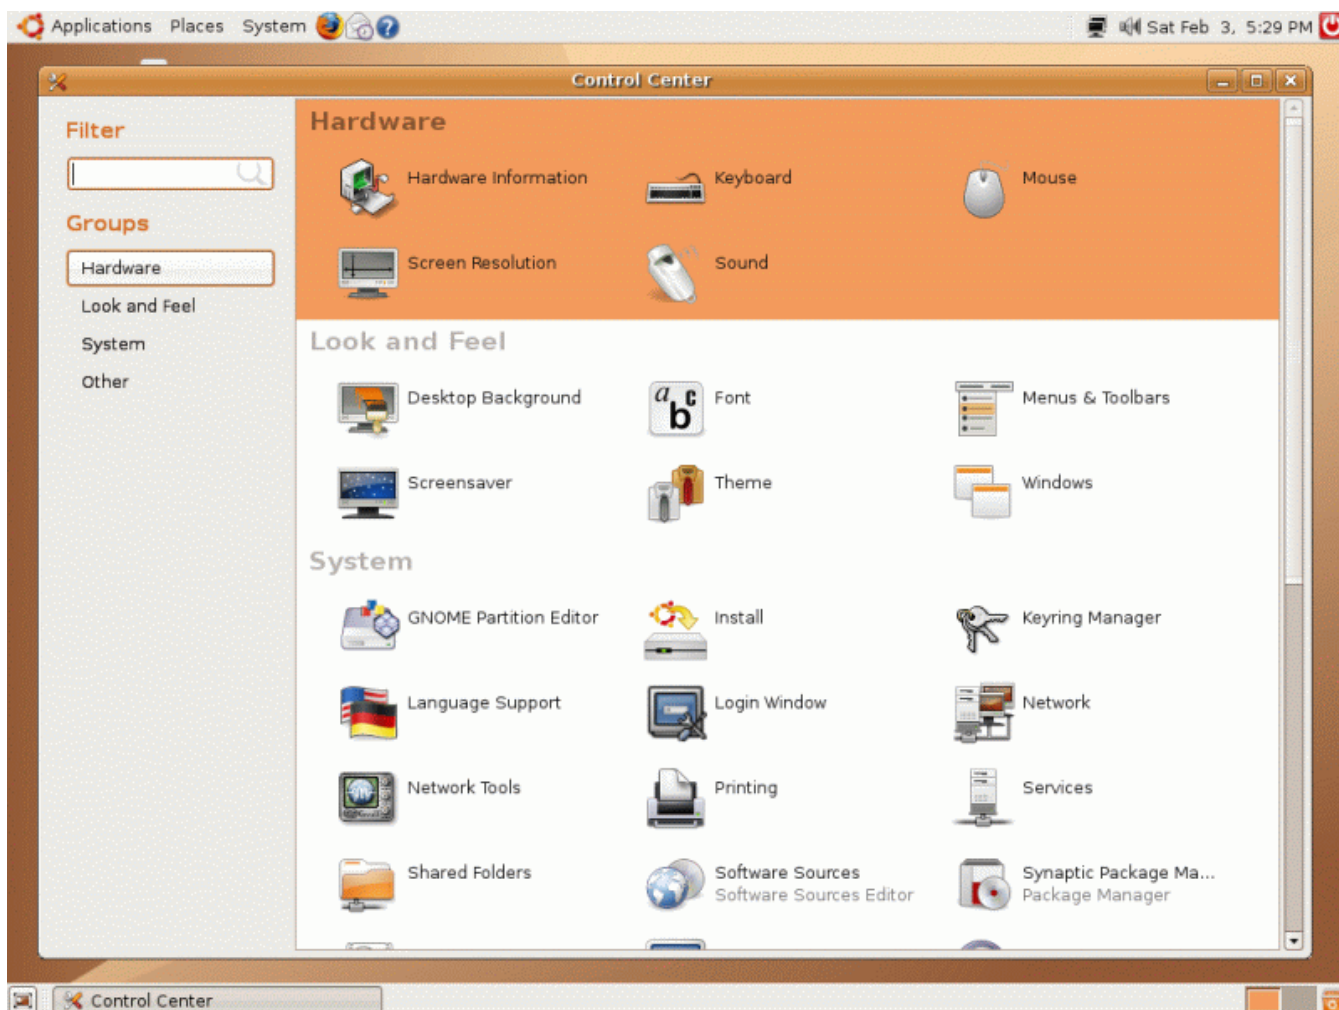 Applications Places System
Sat Feb 3, 5:29 PM
Control Center
Filter
Groups
Hardware
Look and Feel
System
Other
Hardware
Hardware Information Keyboard Mouse
Screen Resolution Sound
Look and Feel
Desktop Background Font Menus & Toolbars
Screensaver Theme Windows
System
GNOME Partition Editor Install Keyring Manager
Language Support Login Window Network
Network Tools Printing Services
Shared Folders Software Sources Synaptic Package Ma...
Software Sources Editor Package Manager
Control Center